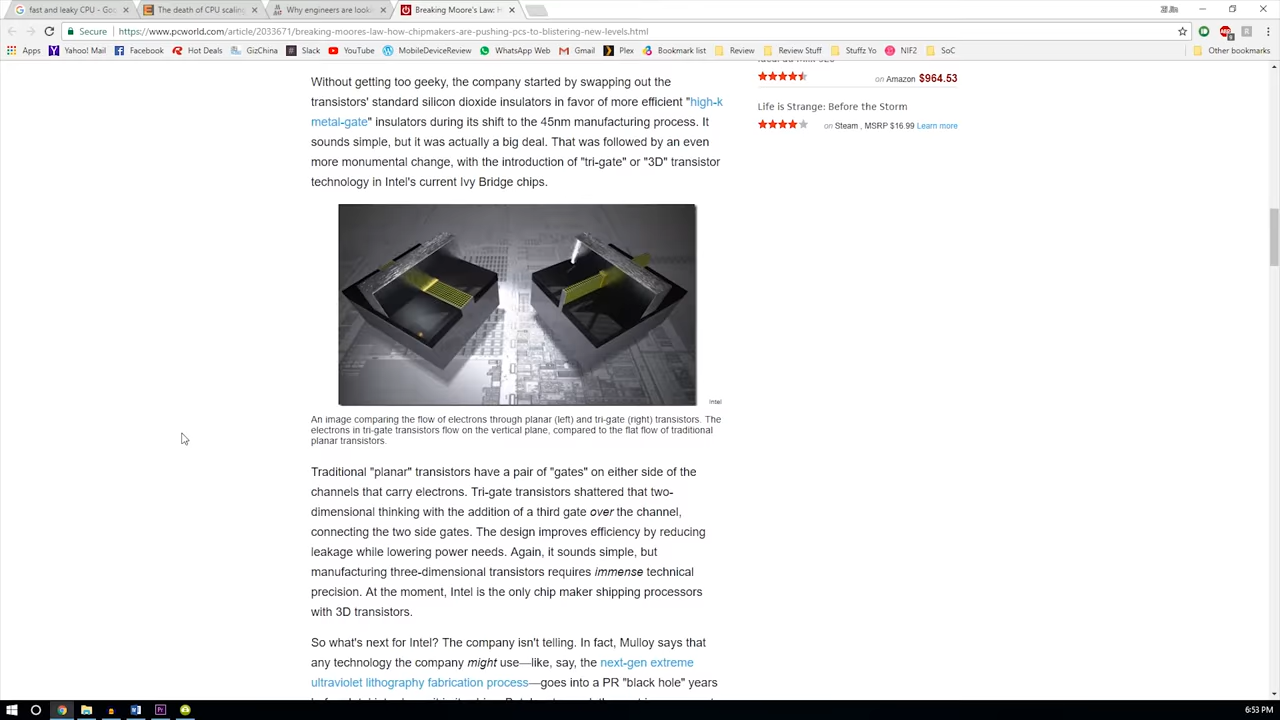 fast and leaky CPU - Goo
The death of CPU scaling
Why engineers are looki
Breaking Moore's Law: H
Secure
https://www.pcworld.com/article/2033671/breaking-moores-law-how-chipmakers-are-pushing-pcs-to-blistering-new-levels.html
Apps Yahoo! Mail Facebook Hot Deals GizChina Slack YouTube MobileDeviceReview WhatsApp Web Gmail Plex Bookmark list Review Review Stuff Stuffz Yo NIF2 SoC Other bookmarks
Without getting too geeky, the company started by swapping out the
transistors' standard silicon dioxide insulators in favor of more efficient "high-k
metal-gate" insulators during its shift to the 45nm manufacturing process. It
sounds simple, but it was actually a big deal. That was followed by an even
more monumental change, with the introduction of "tri-gate" or "3D" transistor
technology in Intel's current Ivy Bridge chips.
Intel
An image comparing the flow of electrons through planar (left) and tri-gate (right) transistors. The
electrons in tri-gate transistors flow on the vertical plane, compared to the flat flow of traditional
planar transistors.
Traditional "planar" transistors have a pair of "gates" on either side of the
channels that carry electrons. Tri-gate transistors shattered that two-
dimensional thinking with the addition of a third gate over the channel,
connecting the two side gates. The design improves efficiency by reducing
leakage while lowering power needs. Again, it sounds simple, but
manufacturing three-dimensional transistors requires immense technical
precision. At the moment, Intel is the only chip maker shipping processors
with 3D transistors.
So what's next for Intel? The company isn't telling. In fact, Mulloy says that
any technology the company might use—like, say, the next-gen extreme
ultraviolet lithography fabrication process—goes into a PR "black hole" years
on Amazon $964.53
Life is Strange: Before the Storm
on Steam , MSRP $16.99 Learn more
6:53 PM